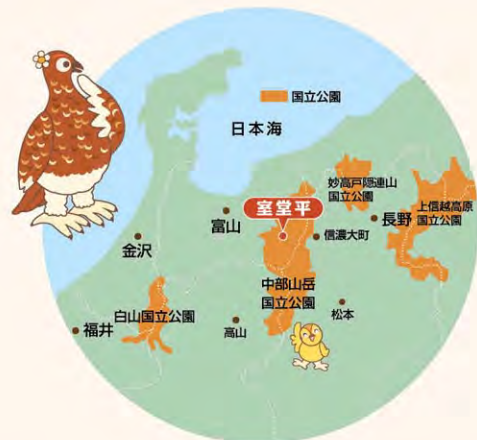 国立公園
日本海
妙高戸隠連山
国立公園
上信越高原
国立公園
室堂平
富山
長野
信濃大町
金沢
中部山岳
国立公園
白山国立公園
松本
高山
福井